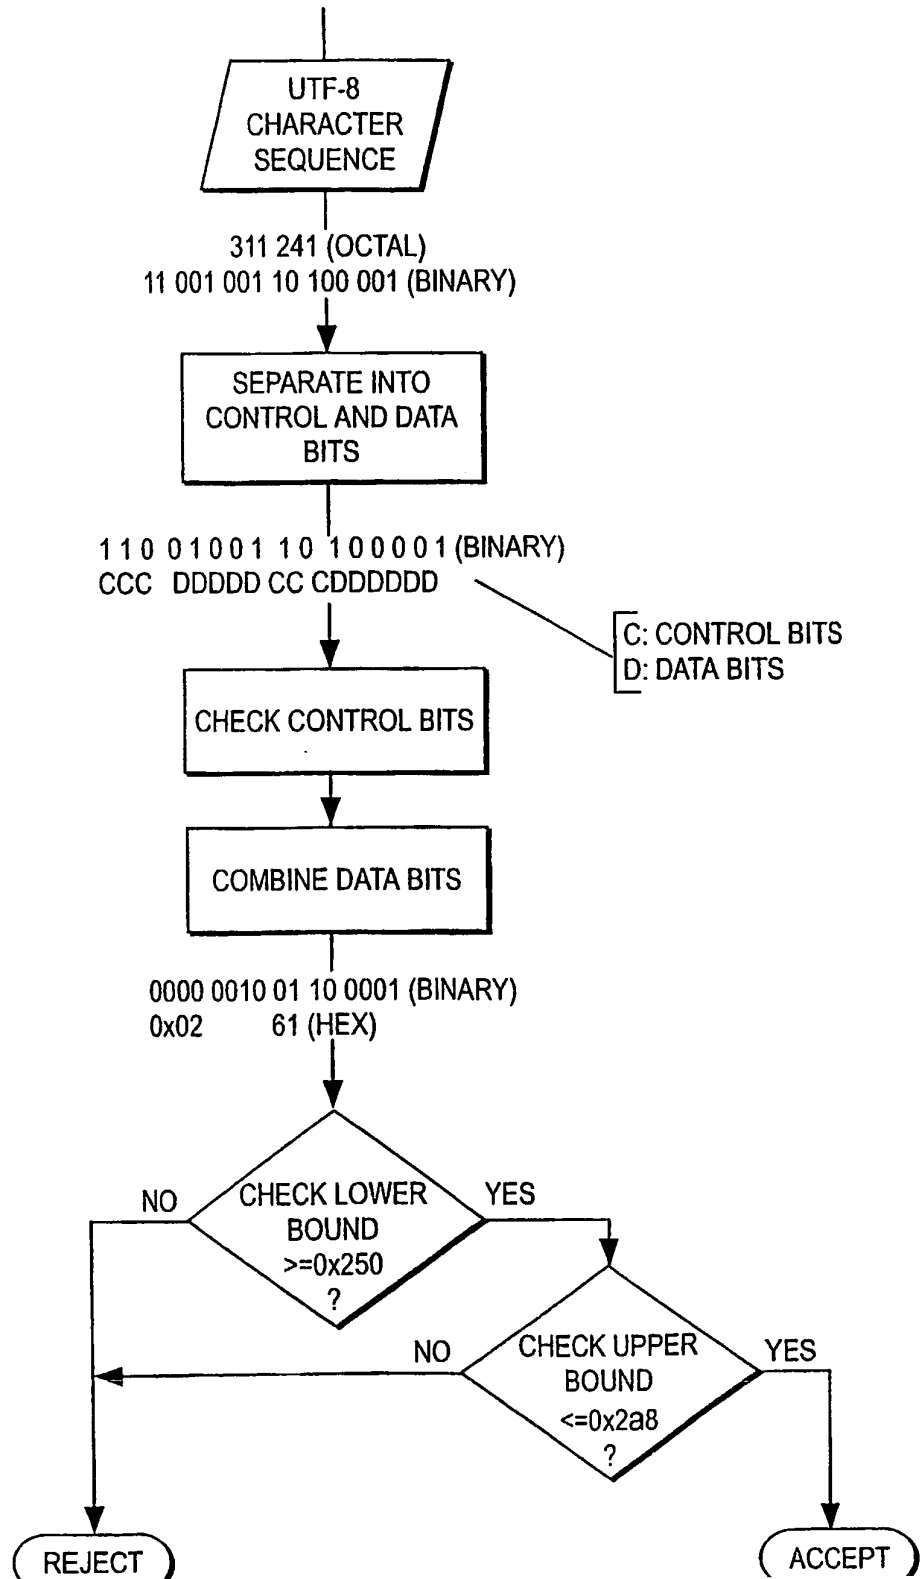 UTF-8
CHARACTER
SEQUENCE
311 241 (OCTAL)
11 001 001 10 100 001 (BINARY)
SEPARATE INTO
CONTROL AND DATA
BITS
1 1 0 0 1 0 0 1 1 0 1 0 0 0 0 1 (BINARY)
CCC DDDDD CC CDDDDDD
C: CONTROL BITS
D: DATA BITS
CHECK CONTROL BITS
COMBINE DATA BITS
0000 0010 01 10 0001 (BINARY)
0x02 61 (HEX)
NO
CHECK LOWER
BOUND
>=0x250
?
YES
NO
CHECK UPPER
BOUND
<=0x2a8
?
YES
REJECT
ACCEPT